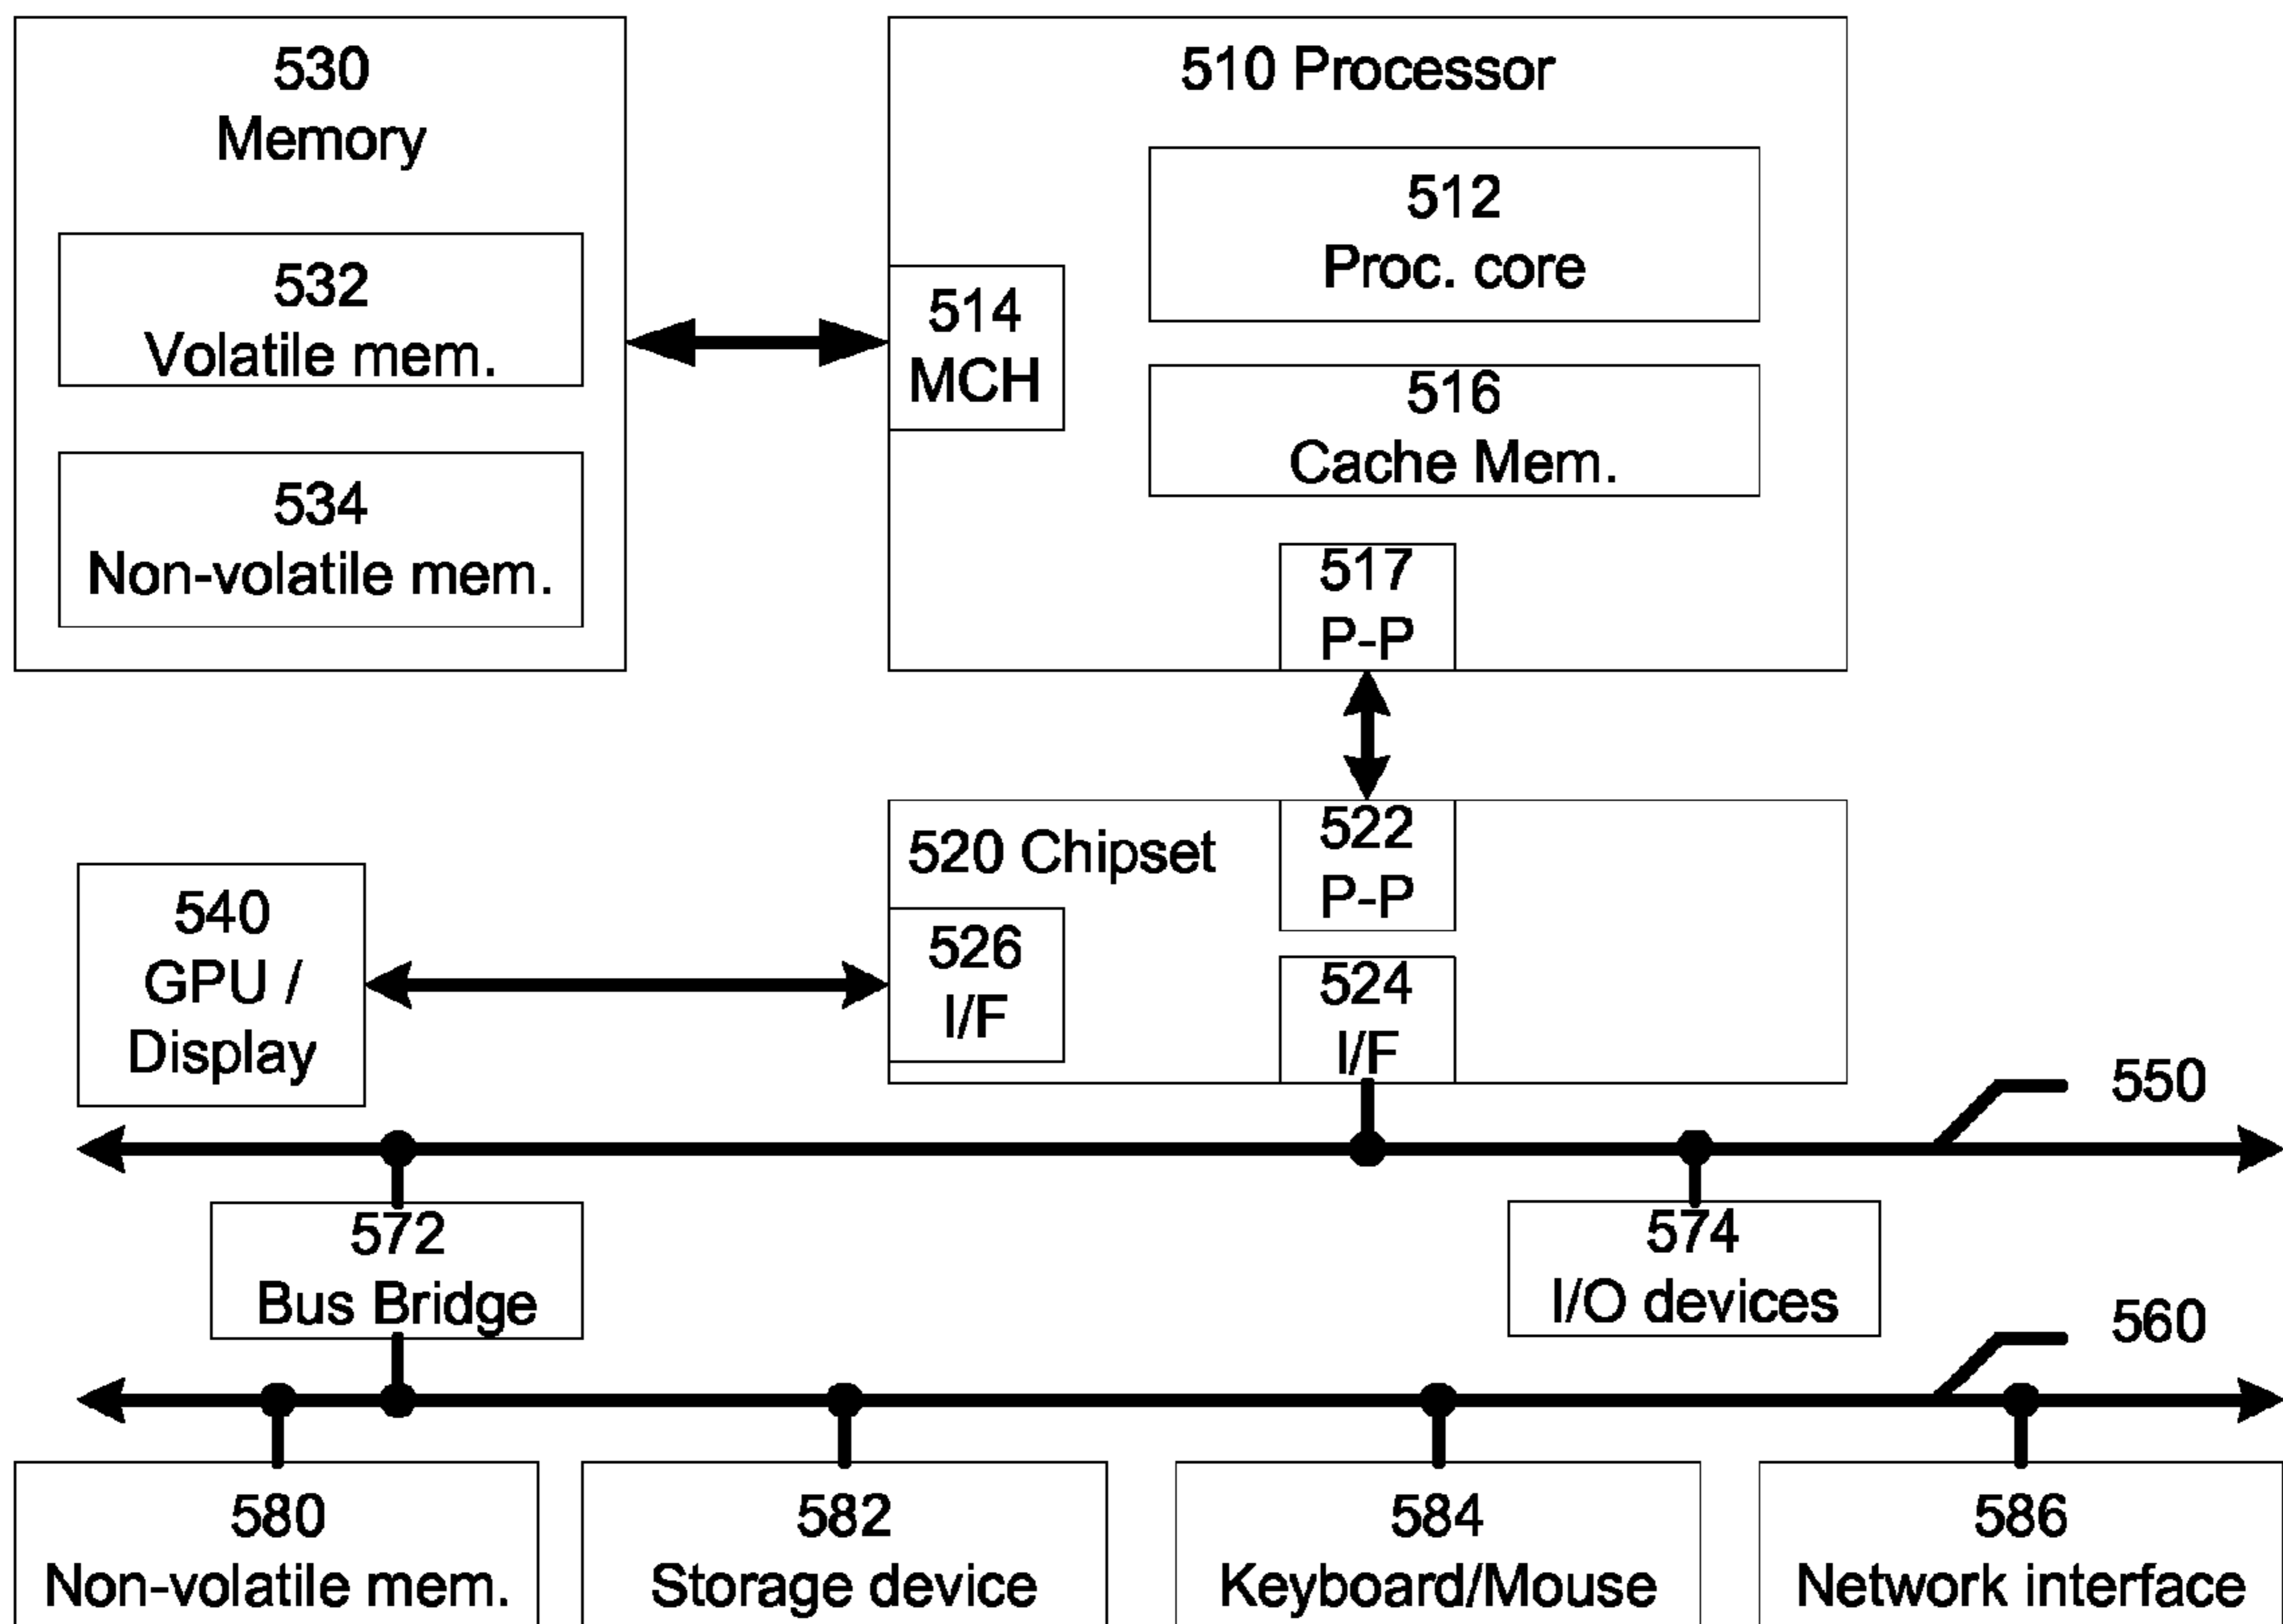 530
Memory
532
Volatile mem.
534
Non-volatile mem.
510 Processor
512
Proc. core
514
MCH
516
Cache Mem.
517
P-P
520 Chipset
522
P-P
526
I/F
524
I/F
540
GPU /
Display
550
572
Bus Bridge
574
I/O devices
560
580
Non-volatile mem.
582
Storage device
584
Keyboard/Mouse
586
Network interface